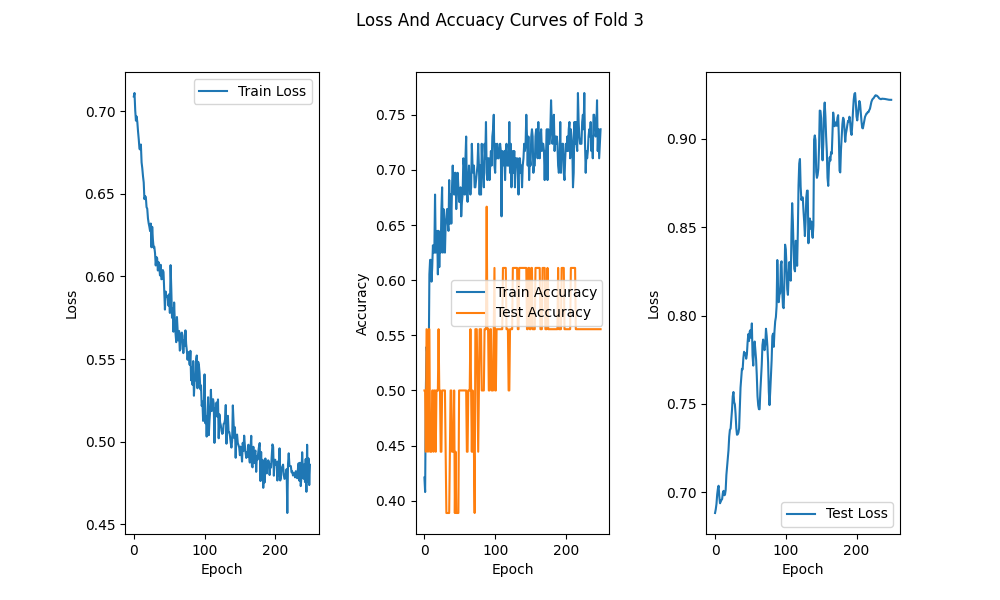 Loss And Accuacy Curves of Fold 3
Loss
0.70
0.65
0.60
0.55
0.50
0.45
0 100 200
Epoch
Train Loss
Accuracy
0.75
0.70
0.65
0.60
0.55
0.50
0.45
0.40
0 100 200
Epoch
Train Accuracy
Test Accuracy
Loss
0.90
0.85
0.80
0.75
0.70
0 100 200
Epoch
Test Loss